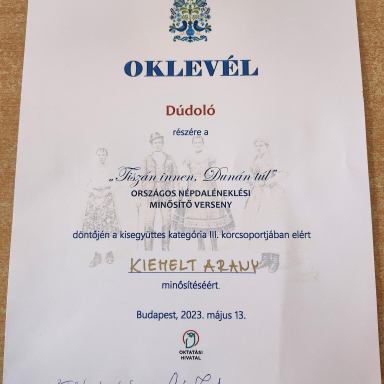 OKLEVÉL
Dúdoló
részére a
„Tiszán innen, Dunán túl”
ORSZÁGOS NÉPDALÉNEKLÉSI
MINŐSÍTŐ VERSENY
döntőjén a kisegyüttes kategória III. korcsoportjában elért
KIEMELT ARANY
minősítéséért.
Budapest, 2023. május 13.
OKTATÁSI
HIVATAL